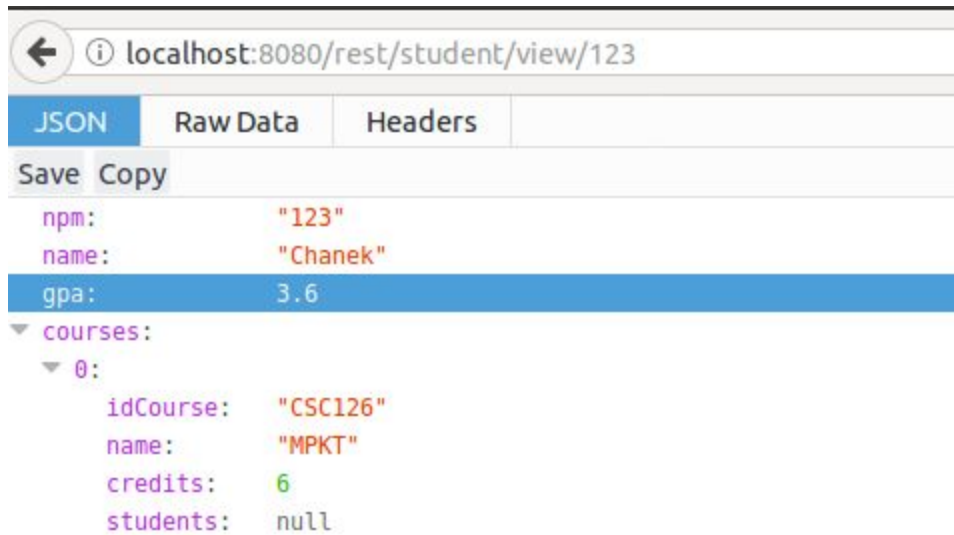 localhost:8080/rest/student/view/123
JSON Raw Data Headers
Save Copy
npm: "123"
name: "Chanek"
gpa: 3.6
courses:
0:
idCourse: "CSC126"
name: "MPKT"
credits: 6
students: null